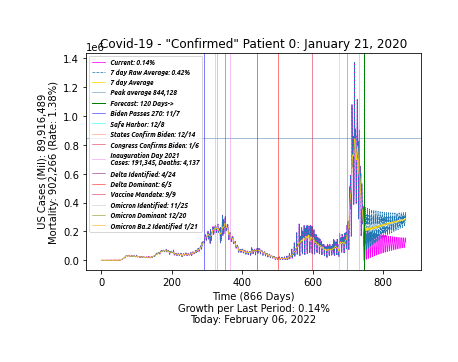 Covid-19 - "Confirmed" Patient 0: January 21, 2020
1e6
1.4
1.2
1.0
0.8
0.6
0.4
0.2
0.0
US Cases (Mil): 89,916,489
Mortality: 902,266 (Rate: 1.38%)
Current: 0.14%
7 day Raw Average: 0.42%
7 day Average
Peak average 844,128
Forecast: 120 Days->
Biden Passes 270: 11/7
Safe Harbor: 12/8
States Confirm Biden: 12/14
Congress Confirms Biden: 1/6
Inauguration Day 2021
Cases: 191,345, Deaths: 4,137
Delta Identified: 4/24
Delta Dominant: 6/5
Vaccine Mandate: 9/9
Omicron Identified: 11/25
Omicron Dominant 12/20
Omicron Ba.2 Identified 1/21
0 200 400 600 800
Time (866 Days)
Growth per Last Period: 0.14%
Today: February 06, 2022